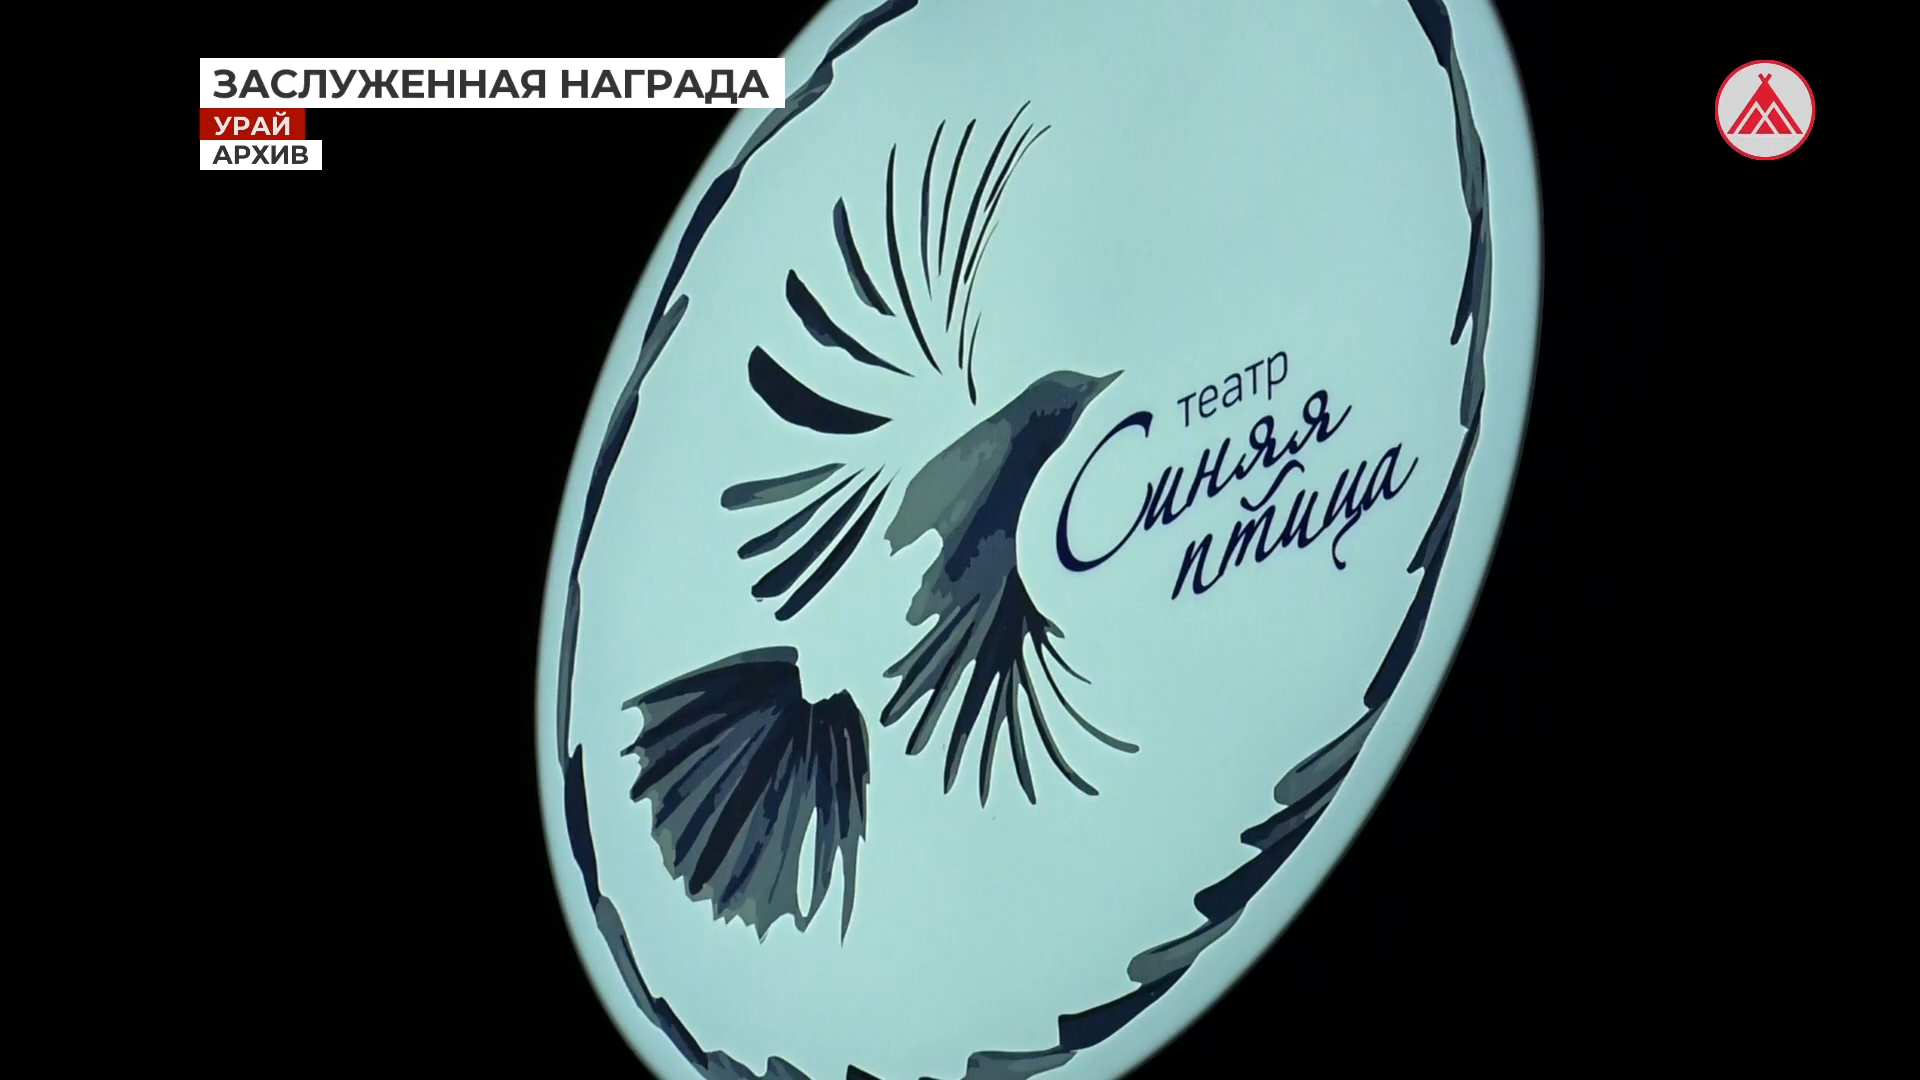 ЗАСЛУЖЕННАЯ НАГРАДА
УРАЙ
АРХИВ
театр
Синяя
птица